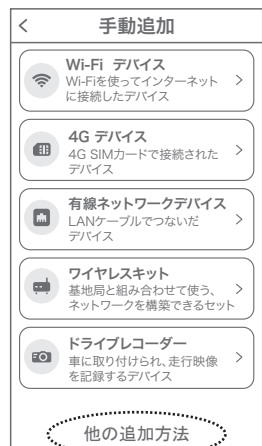 手動追加
Wi-Fi デバイス
Wi-Fiを使ってインターネット
に接続したデバイス
4G デバイス
4G SIMカードで接続された
デバイス
有線ネットワークデバイス
LANケーブルでつないだ
デバイス
ワイヤレスキット
基地局と組み合わせて使う、
ネットワークを構築できるセット
ドライブレコーダー
車に取り付けられ、走行映像
を記録するデバイス
他の追加方法